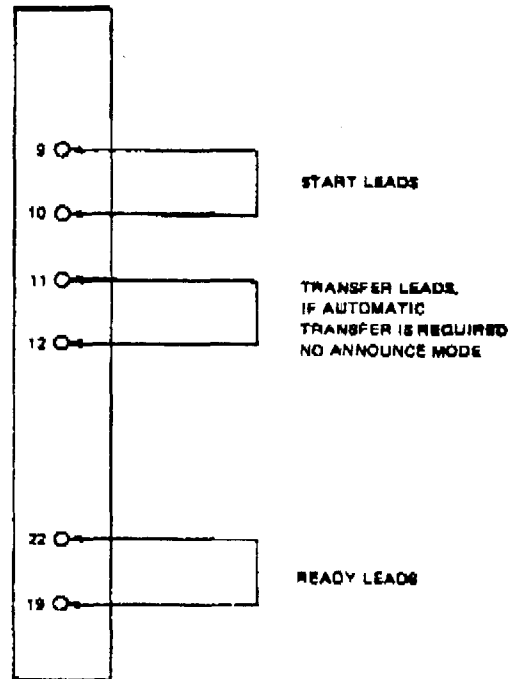 9
START LEADS
10
11
TRANSFER LEADS,
IF AUTOMATIC
TRANSFER IS REQUIRED
12
NO ANNOUNCE MODE
22
READY LEADS
19